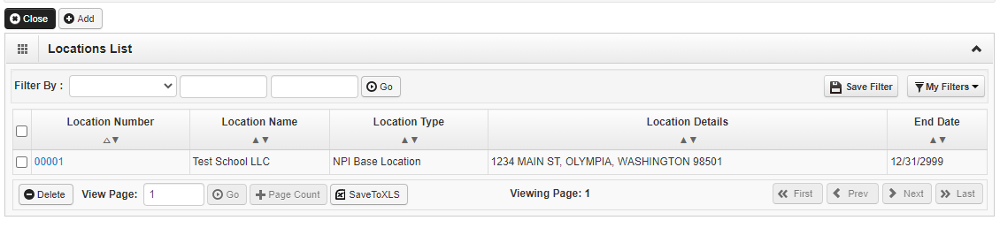 Close Add
Locations List
Filter By : Go Save Filter My Filters
Location Number Location Name Location Type Location Details End Date
00001 Test School LLC NPI Base Location 1234 MAIN ST, OLYMPIA, WASHINGTON 98501 12/31/2999
Delete View Page: 1 Go Page Count SaveToXLS Viewing Page: 1 First Prev Next Last